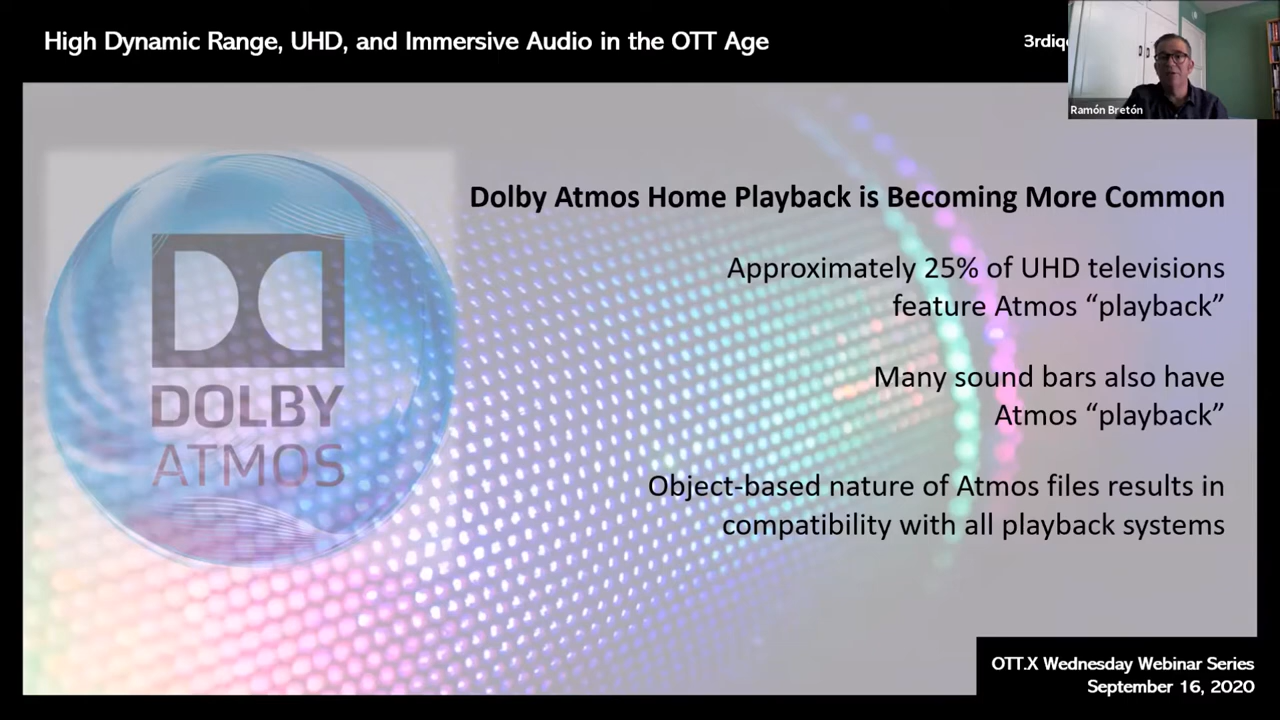 High Dynamic Range, UHD, and Immersive Audio in the OTT Age
Ramón Bretón
Dolby Atmos Home Playback is Becoming More Common
Approximately 25% of UHD televisions
feature Atmos “playback”
Many sound bars also have
Atmos “playback”
Object-based nature of Atmos files results in
compatibility with all playback systems
DOLBY
ATMOS
OTT.X Wednesday Webinar Series
September 16, 2020